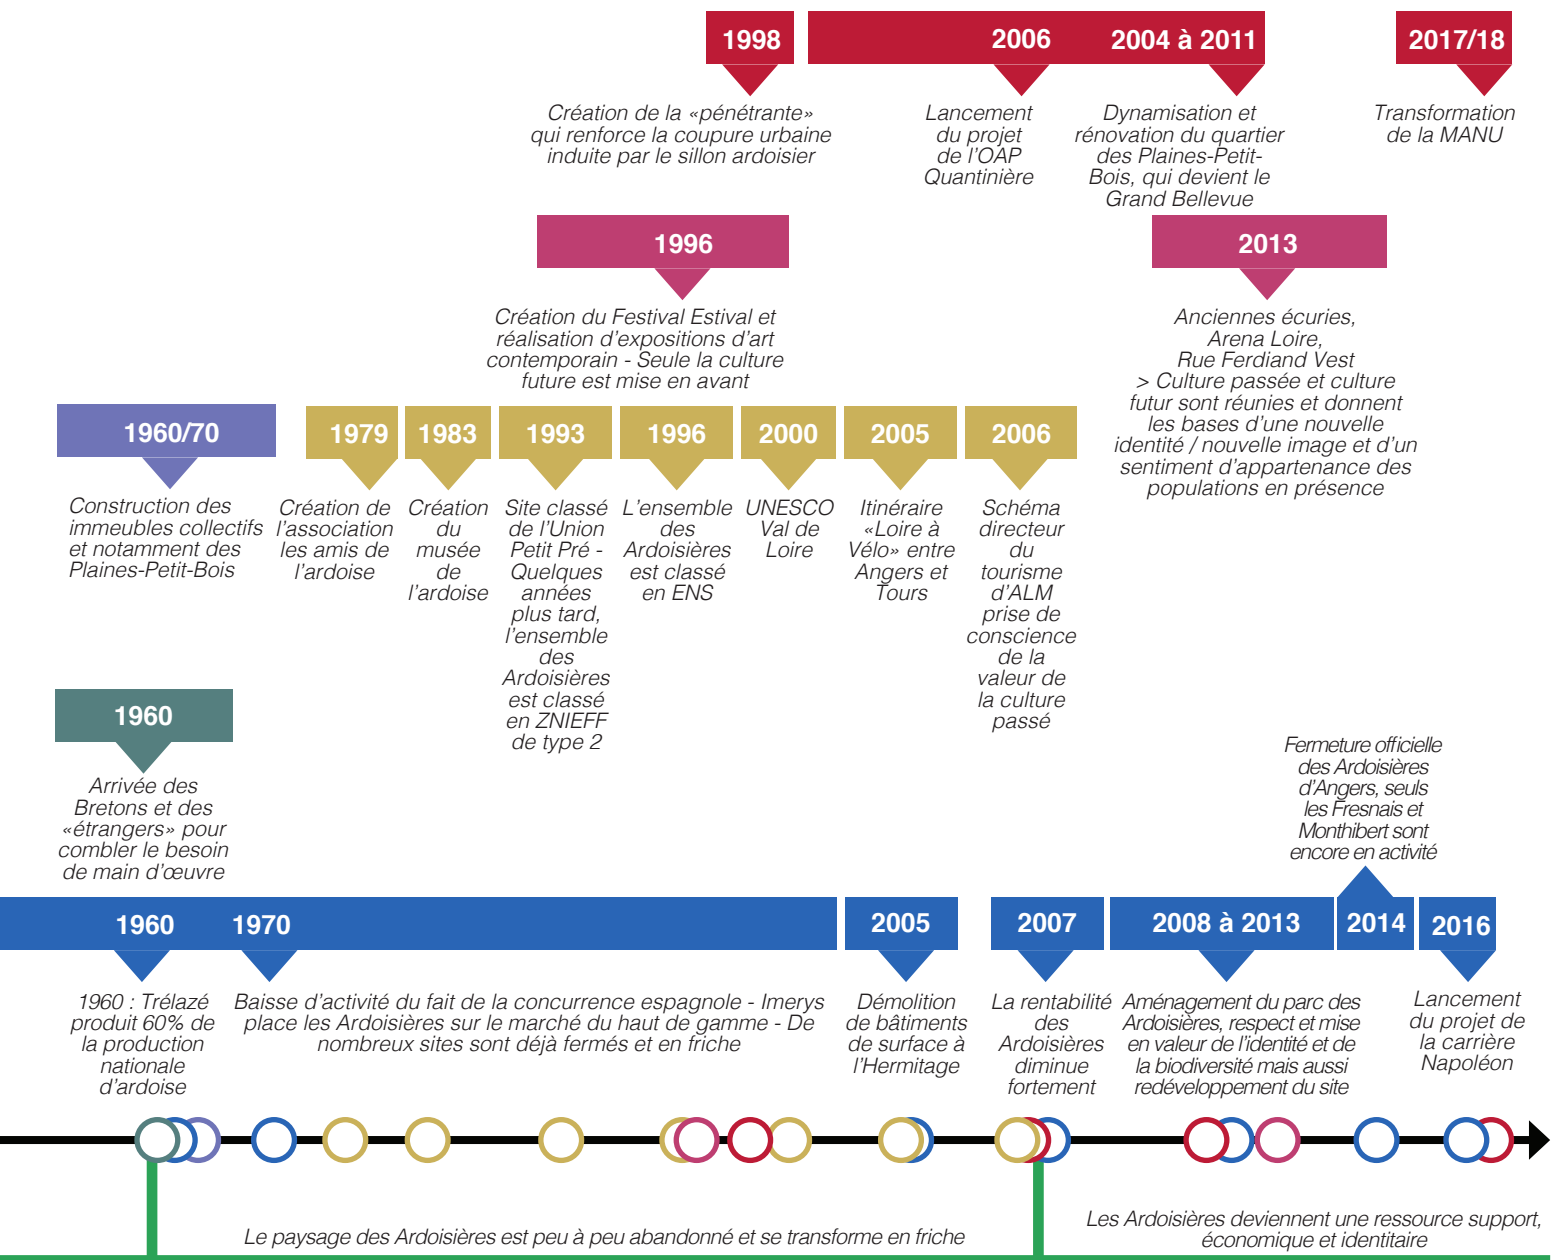 1998
2006
2004 à 2011
2017/18
Création de la «pénétrante»
qui renforce la coupure urbaine
induite par le sillon ardoisier
Lancement
du projet
de l'OAP
Quantinière
Dynamisation et
rénovation du quartier
des Plaines-Petit-
Bois, qui devient le
Grand Bellevue
Transformation
de la MANU
1996
2013
Création du Festival Estival et
réalisation d'expositions d'art
contemporain - Seule la culture
future est mise en avant
Anciennes écuries,
Arena Loire,
Rue Ferdiand Vest
> Culture passée et culture
futur sont réunies et donnent
les bases d'une nouvelle
identité / nouvelle image et d'un
sentiment d'appartenance des
populations en présence
1960/70
1979
1983
1993
1996
2000
2005
2006
Construction des
immeubles collectifs
et notamment des
Plaines-Petit-Bois
Création de
l'association
les amis de
l'ardoise
Création
du
musée
de
l'ardoise
Site classé
de l'Union
Petit Pré -
Quelques
années
plus tard,
l'ensemble
des
Ardoisières
est classé
en ZNIEFF
de type 2
L'ensemble
des
Ardoisières
est classé
en ENS
UNESCO
Val de
Loire
Itinéraire
«Loire à
Vélo» entre
Angers et
Tours
Schéma
directeur
du
tourisme
d'ALM
prise de
conscience
de la
valeur de
la culture
passé
1960
Arrivée des
Bretons et des
«étrangers» pour
combler le besoin
de main d'œuvre
Fermeture officielle
des Ardoisières
d'Angers, seuls
les Fresnais et
Monthibert sont
encore en activité
1960
1970
2005
2007
2008 à 2013
2014
2016
1960 : Trélazé
produit 60% de
la production
nationale
d'ardoise
Baisse d'activité du fait de la concurrence espagnole - Imerys
place les Ardoisières sur le marché du haut de gamme - De
nombreux sites sont déjà fermés et en friche
Démolition
de bâtiments
de surface à
l'Hermitage
La rentabilité
des
Ardoisières
diminue
fortement
Aménagement du parc des
Ardoisières, respect et mise
en valeur de l'identité et de
la biodiversité mais aussi
redéveloppement du site
Lancement
du projet de
la carrière
Napoléon
Le paysage des Ardoisières est peu à peu abandonné et se transforme en friche
Les Ardoisières deviennent une ressource support,
économique et identitaire